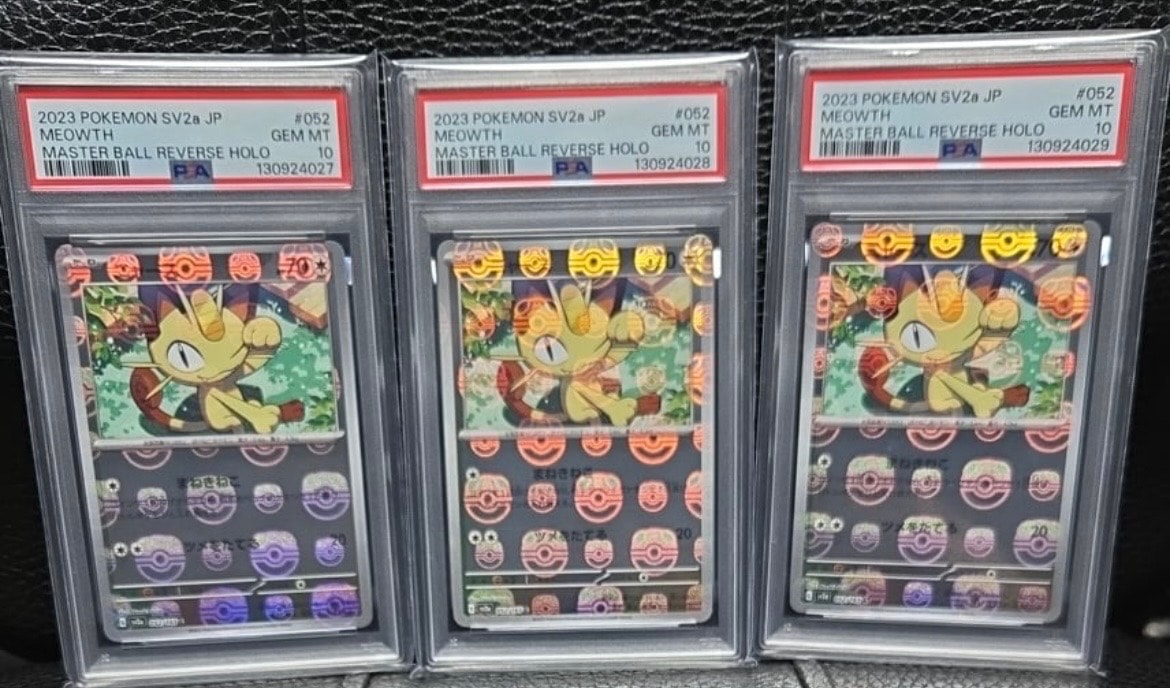 2023 POKEMON SV2a JP #052
MEOWTH GEM MT
MASTER BALL REVERSE HOLO 10
PSA 130924027
70
まねきねこ
ツメをたてる 20
2023 POKEMON SV2a JP #052
MEOWTH GEM MT
MASTER BALL REVERSE HOLO 10
PSA 130924028
70
まねきねこ
ツメをたてる 20
2023 POKEMON SV2a JP #052
MEOWTH GEM MT
MASTER BALL REVERSE HOLO 10
PSA 130924029
70
まねきねこ
ツメをたてる 20